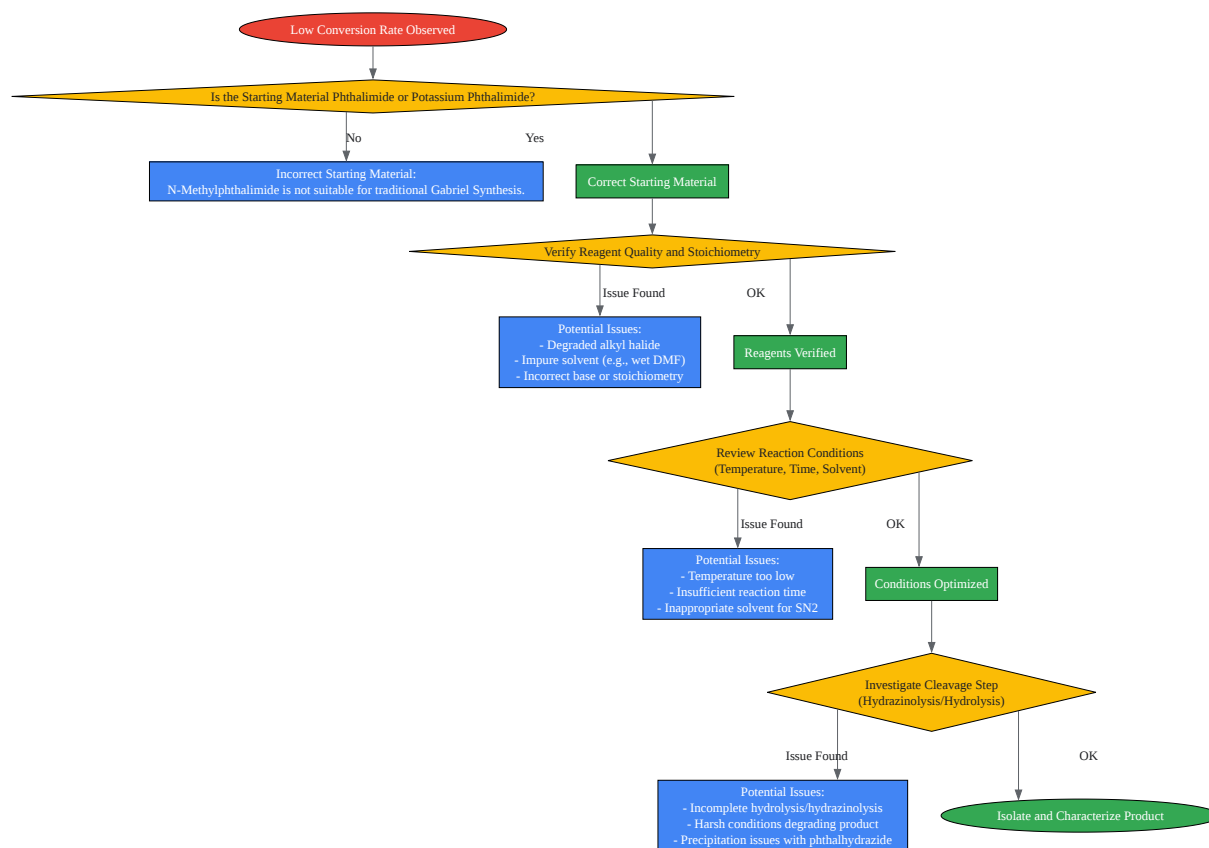 Low Conversion Rate Observed
Is the Starting Material Phthalimide or Potassium Phthalimide?
No
Yes
Incorrect Starting Material:
N-Methylphthalimide is not suitable for traditional Gabriel Synthesis.
Correct Starting Material
Verify Reagent Quality and Stoichiometry
Issue Found
OK
Potential Issues:
- Degraded alkyl halide
- Impure solvent (e.g., wet DMF)
- Incorrect base or stoichiometry
Reagents Verified
Review Reaction Conditions
(Temperature, Time, Solvent)
Issue Found
OK
Potential Issues:
- Temperature too low
- Insufficient reaction time
- Inappropriate solvent for SN2
Conditions Optimized
Investigate Cleavage Step
(Hydrazinolysis/Hydrolysis)
Issue Found
OK
Potential Issues:
- Incomplete hydrolysis/hydrazinolysis
- Harsh conditions degrading product
- Precipitation issues with phthalhydrazide
Isolate and Characterize Product